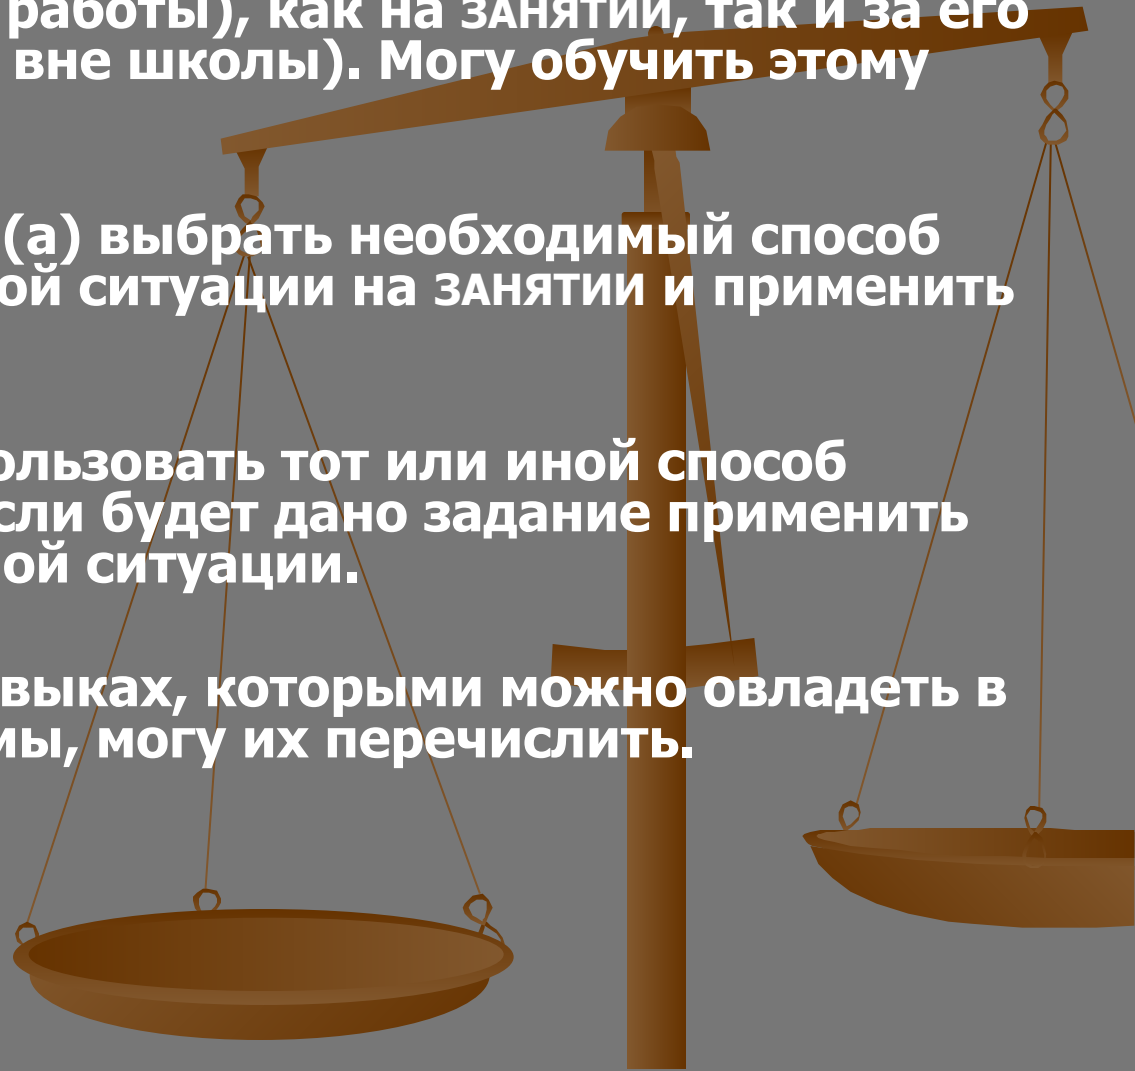 работы), как на ЗАНЯТИИ, так и за его
вне школы). Могу обучить этому
(а) выбрать необходимый способ
ой ситуации на ЗАНЯТИИ и применить
ользовать тот или иной способ
сли будет дано задание применить
ой ситуации.
выках, которыми можно овладеть в
мы, могу их перечислить.